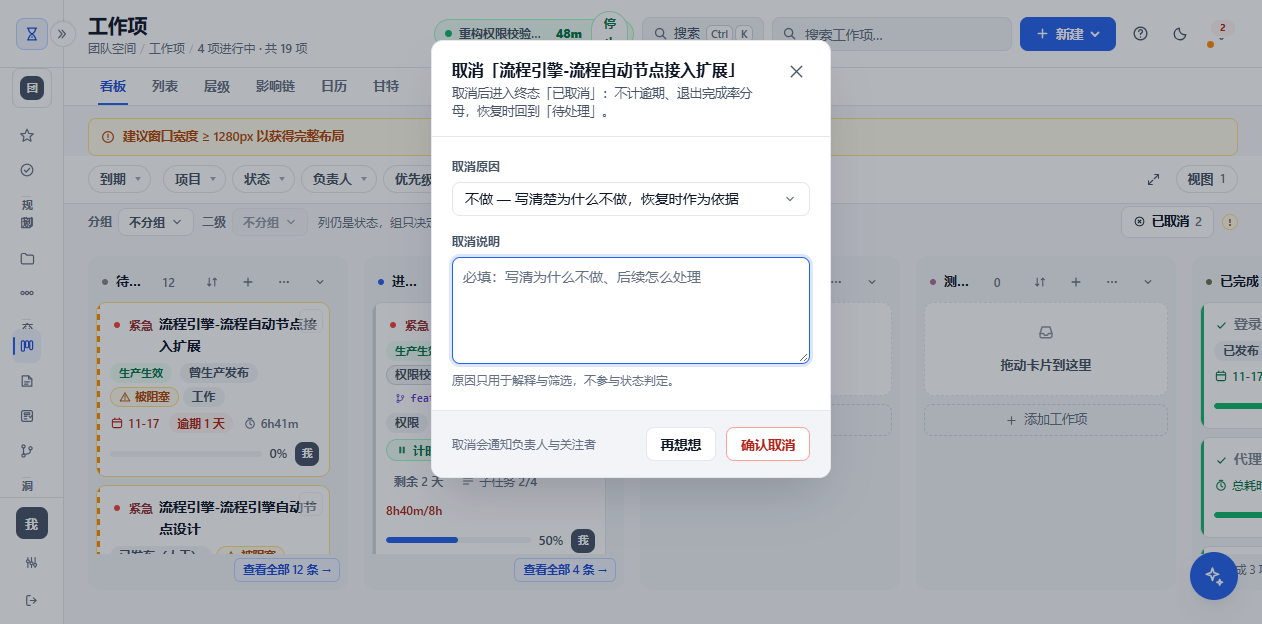 工作项
团队空间 / 工作项 / 4 项进行中 · 共 19 项
重构权限校验... 48m
搜索 Ctrl K
搜索工作项...
+ 新建
2
团
看板 列表 层级 影响链 日历 甘特
建议窗口宽度 ≥ 1280px 以获得完整布局
到期 项目 状态 负责人 优先级
视图 1
分组 不分组 二级 不分组 列仍是状态，组只决定
已取消 2
规
待... 12
紧急 流程引擎-流程自动节点接入扩展
生产生效 曾生产发布
被阻塞 工作
11-17 逾期 1 天 6h41m
0% 我
紧急 流程引擎-流程引擎自动节点设计
查看全部 12 条 →
进...
紧急
生产生效
权限校
权限
剩余 2 天 子任务 2/4
8h40m/8h
50% 我
查看全部 4 条 →
测... 0
拖动卡片到这里
+ 添加工作项
已完成
登录
已发布
11-17
代理
总耗时
我
取消「流程引擎-流程自动节点接入扩展」
取消后进入终态「已取消」：不计逾期、退出完成率分母，恢复时回到「待处理」。
取消原因
不做 — 写清楚为什么不做，恢复时作为依据
取消说明
必填：写清为什么不做、后续怎么处理
原因只用于解释与筛选，不参与状态判定。
取消会通知负责人与关注者
再想想
确认取消